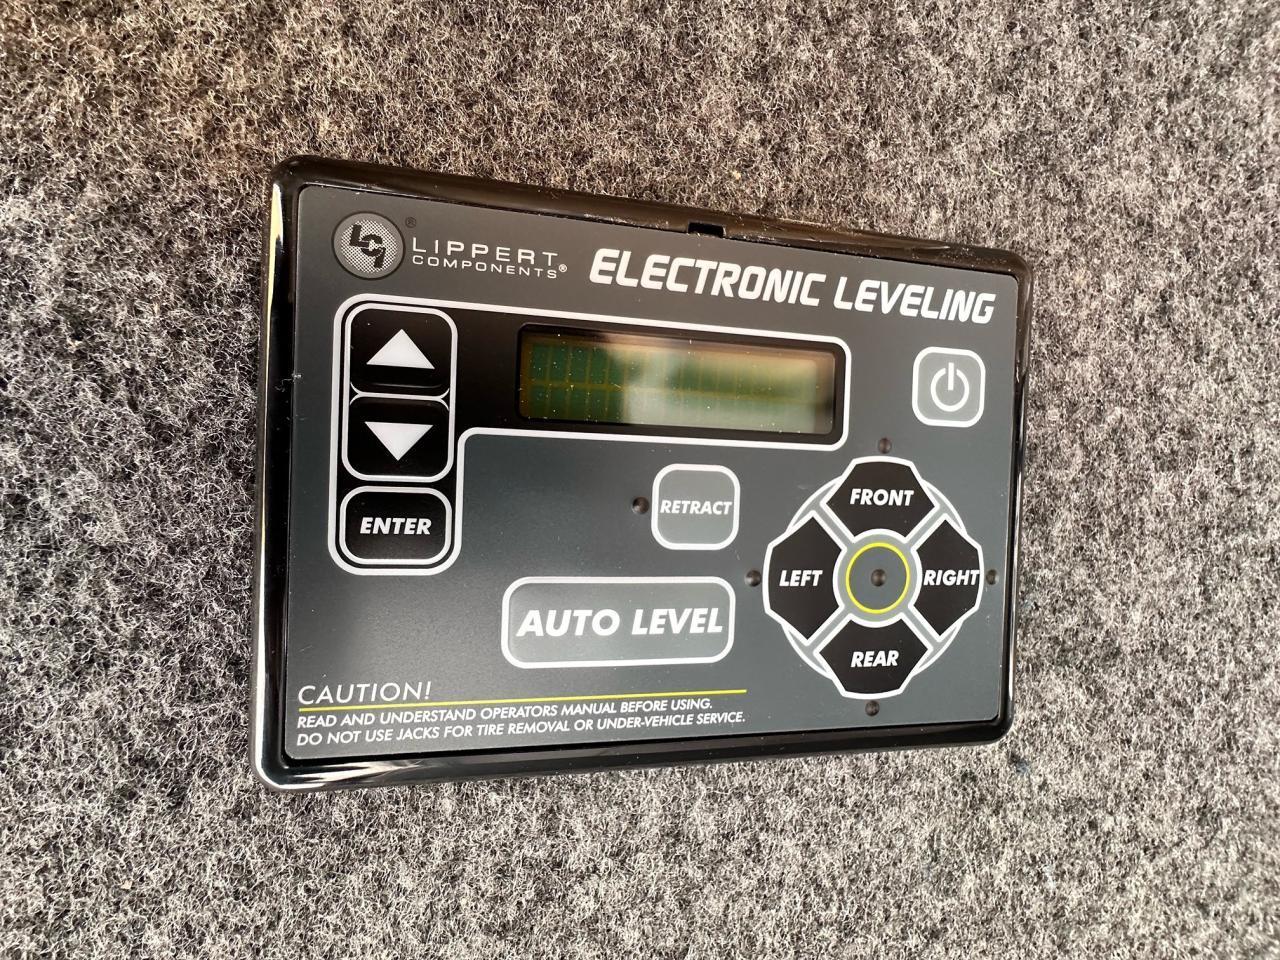 LCI®
LIPPERT
COMPONENTS®
ELECTRONIC LEVELING
ENTER
RETRACT
FRONT
LEFT
RIGHT
REAR
AUTO LEVEL
CAUTION!
READ AND UNDERSTAND OPERATORS MANUAL BEFORE USING.
DO NOT USE JACKS FOR TIRE REMOVAL OR UNDER-VEHICLE SERVICE.